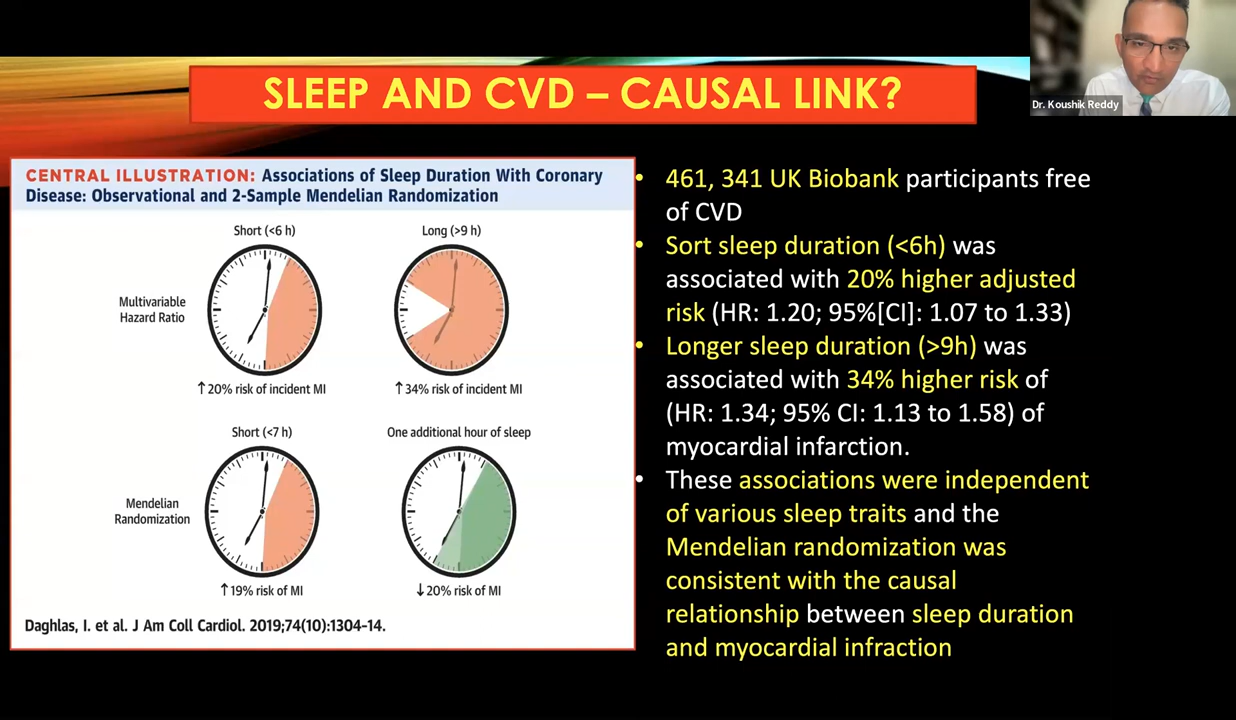 SLEEP AND CVD – CAUSAL LINK?
Dr. Koushik Reddy
CENTRAL ILLUSTRATION: Associations of Sleep Duration With Coronary
Disease: Observational and 2-Sample Mendelian Randomization
Short (<6 h)
Long (>9 h)
Multivariable
Hazard Ratio
↑20% risk of incident MI
↑34% risk of incident MI
Short (<7 h)
One additional hour of sleep
Mendelian
Randomization
↑19% risk of MI
↓20% risk of MI
Daghlas, I. et al. J Am Coll Cardiol. 2019;74(10):1304-14.
• 461, 341 UK Biobank participants free
of CVD
• Sort sleep duration (<6h) was
associated with 20% higher adjusted
risk (HR: 1.20; 95%[CI]: 1.07 to 1.33)
• Longer sleep duration (>9h) was
associated with 34% higher risk of
(HR: 1.34; 95% CI: 1.13 to 1.58) of
myocardial infarction.
• These associations were independent
of various sleep traits and the
Mendelian randomization was
consistent with the causal
relationship between sleep duration
and myocardial infraction